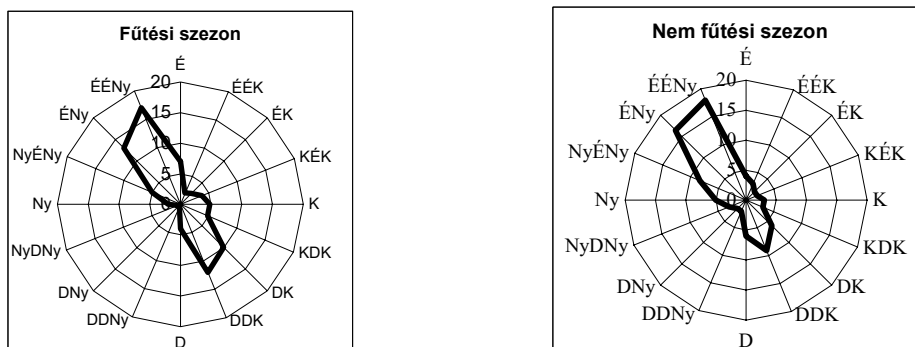 Fűtési szezon
É
ÉÉK
ÉK
KÉK
K
KDK
DK
DDK
D
DDNy
DNy
NyDNy
Ny
NyÉNy
ÉNy
ÉÉNy
20
15
10
5
0
Nem fűtési szezon
É
ÉÉK
ÉK
KÉK
K
KDK
DK
DDK
D
DDNy
DNy
NyDNy
Ny
NyÉNy
ÉNy
ÉÉNy
20
15
10
5
0